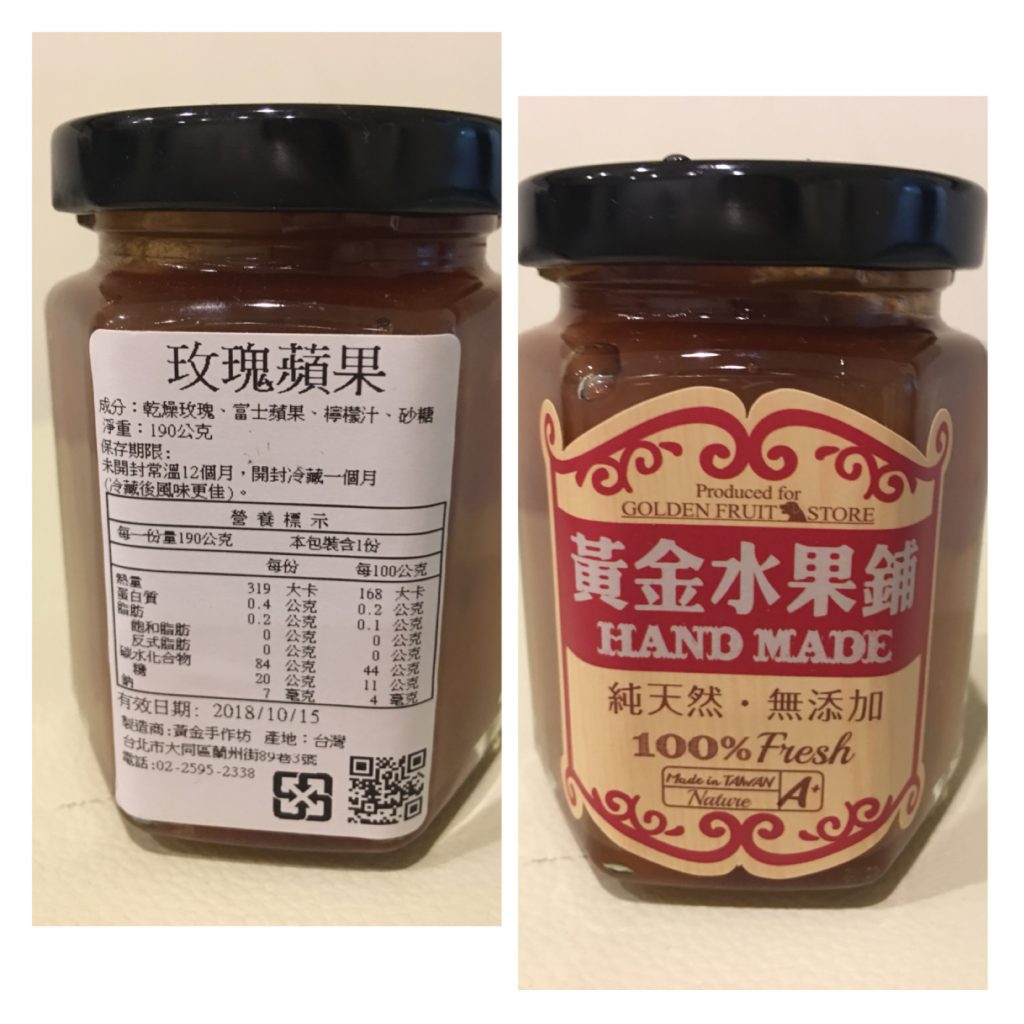 玫瑰蘋果
成分：乾燥玫瑰、富士蘋果、檸檬汁、砂糖
淨重：190公克
保存期限：
未開封常溫12個月，開封冷藏一個月
(冷藏後風味更佳)。
營養標示
每一份量190公克 本包裝含1份
每份 每100公克
熱量 319 大卡 168 大卡
蛋白質 0.4 公克 0.2 公克
脂肪 0.2 公克 0.1 公克
飽和脂肪 0 公克 0 公克
反式脂肪 0 公克 0 公克
碳水化合物 84 公克 44 公克
糖 20 公克 11 公克
鈉 7 毫克 4 毫克
有效日期: 2018/10/15
製造商:黃金手作坊 產地：台灣
台北市大同區蘭州街89巷3號
電話:02-2595-2338
Produced for
GOLDEN FRUIT STORE
黃金水果鋪
HAND MADE
純天然·無添加
100% Fresh
Made in TAIWAN
Nature A+